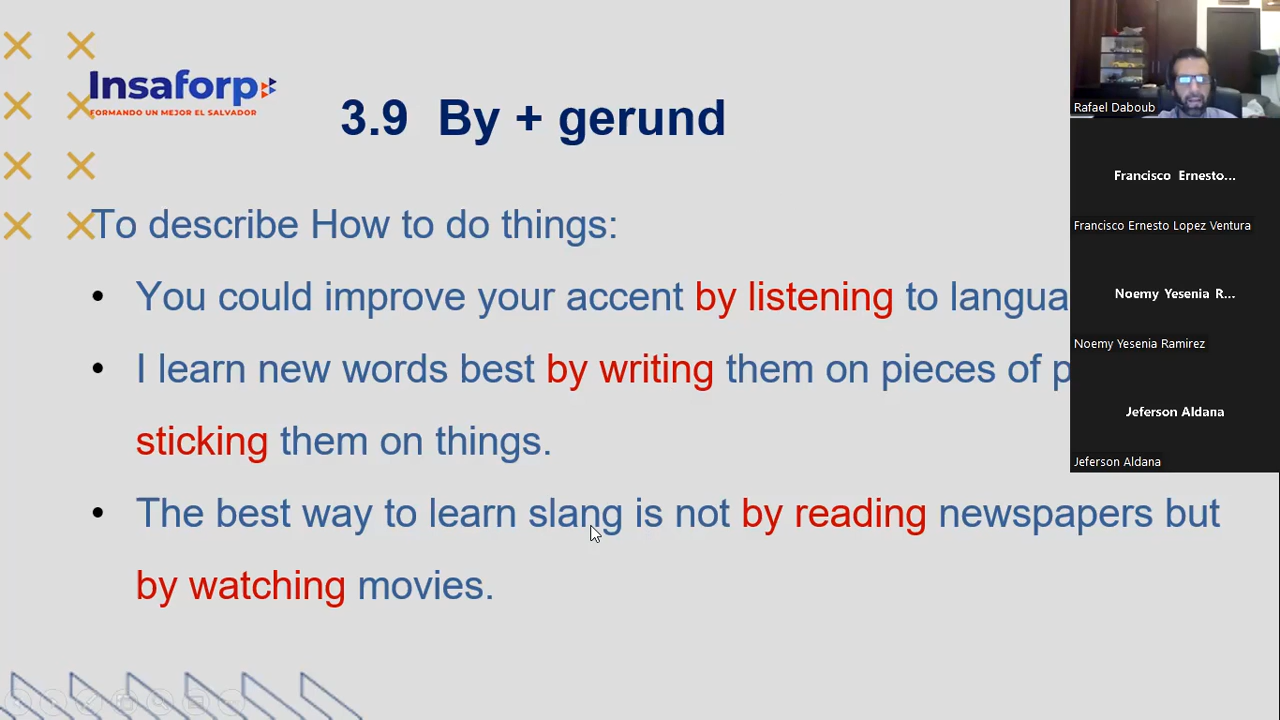 Insaforp
FORMANDO UN MEJOR EL SALVADOR
3.9 By + gerund
To describe How to do things:
• You could improve your accent by listening to
• I learn new words best by writing them on pieces of
sticking them on things.
• The best way to learn slang is not by reading newspapers but
by watching movies.
Rafael Daboub
Francisco Ernesto...
Francisco Ernesto Lopez Ventura
Noemy Yesenia R...
Noemy Yesenia Ramirez
Jeferson Aldana
Jeferson Aldana